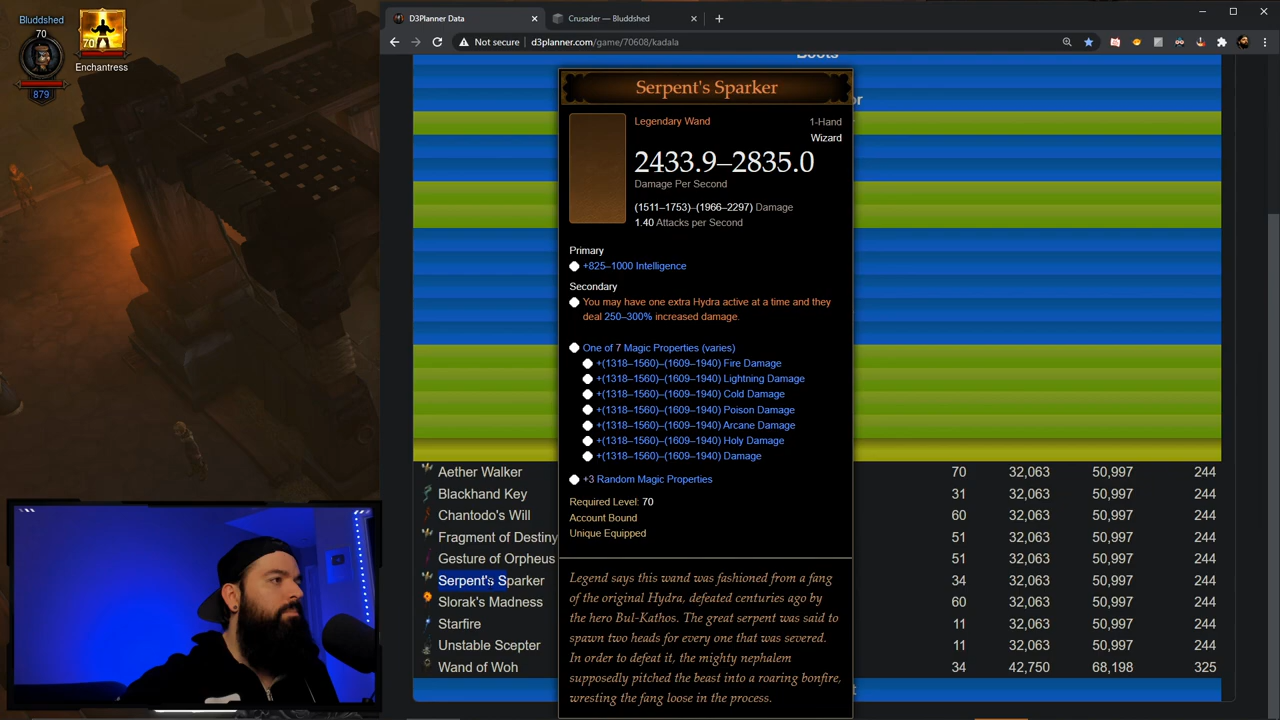 Bluddshed
70
879
70
Enchantress
D3Planner Data
Crusader — Bluddshed
Not secure
d3planner.com/game/70608/kadala
Serpent's Sparker
Legendary Wand
1-Hand
Wizard
2433.9–2835.0
Damage Per Second
(1511–1753)–(1966–2297) Damage
1.40 Attacks per Second
Primary
+825–1000 Intelligence
Secondary
You may have one extra Hydra active at a time and they
deal 250–300% increased damage.
One of 7 Magic Properties (varies)
+(1318–1560)–(1609–1940) Fire Damage
+(1318–1560)–(1609–1940) Lightning Damage
+(1318–1560)–(1609–1940) Cold Damage
+(1318–1560)–(1609–1940) Poison Damage
+(1318–1560)–(1609–1940) Arcane Damage
+(1318–1560)–(1609–1940) Holy Damage
+(1318–1560)–(1609–1940) Damage
+3 Random Magic Properties
Required Level: 70
Account Bound
Unique Equipped
Legend says this wand was fashioned from a fang
of the original Hydra, defeated centuries ago by
the hero Bul-Kathos. The great serpent was said to
spawn two heads for every one that was severed.
In order to defeat it, the mighty nephalem
supposedly pitched the beast into a roaring bonfire,
wresting the fang loose in the process.
Aether Walker 70 32,063 50,997 244
Blackhand Key 31 32,063 50,997 244
Chantodo's Will 60 32,063 50,997 244
Fragment of Destiny 51 32,063 50,997 244
Gesture of Orpheus 51 32,063 50,997 244
Serpent's Sparker 34 32,063 50,997 244
Slorak's Madness 60 32,063 50,997 244
Starfire 11 32,063 50,997 244
Unstable Scepter 11 32,063 50,997 244
Wand of Woh 34 42,750 68,198 325